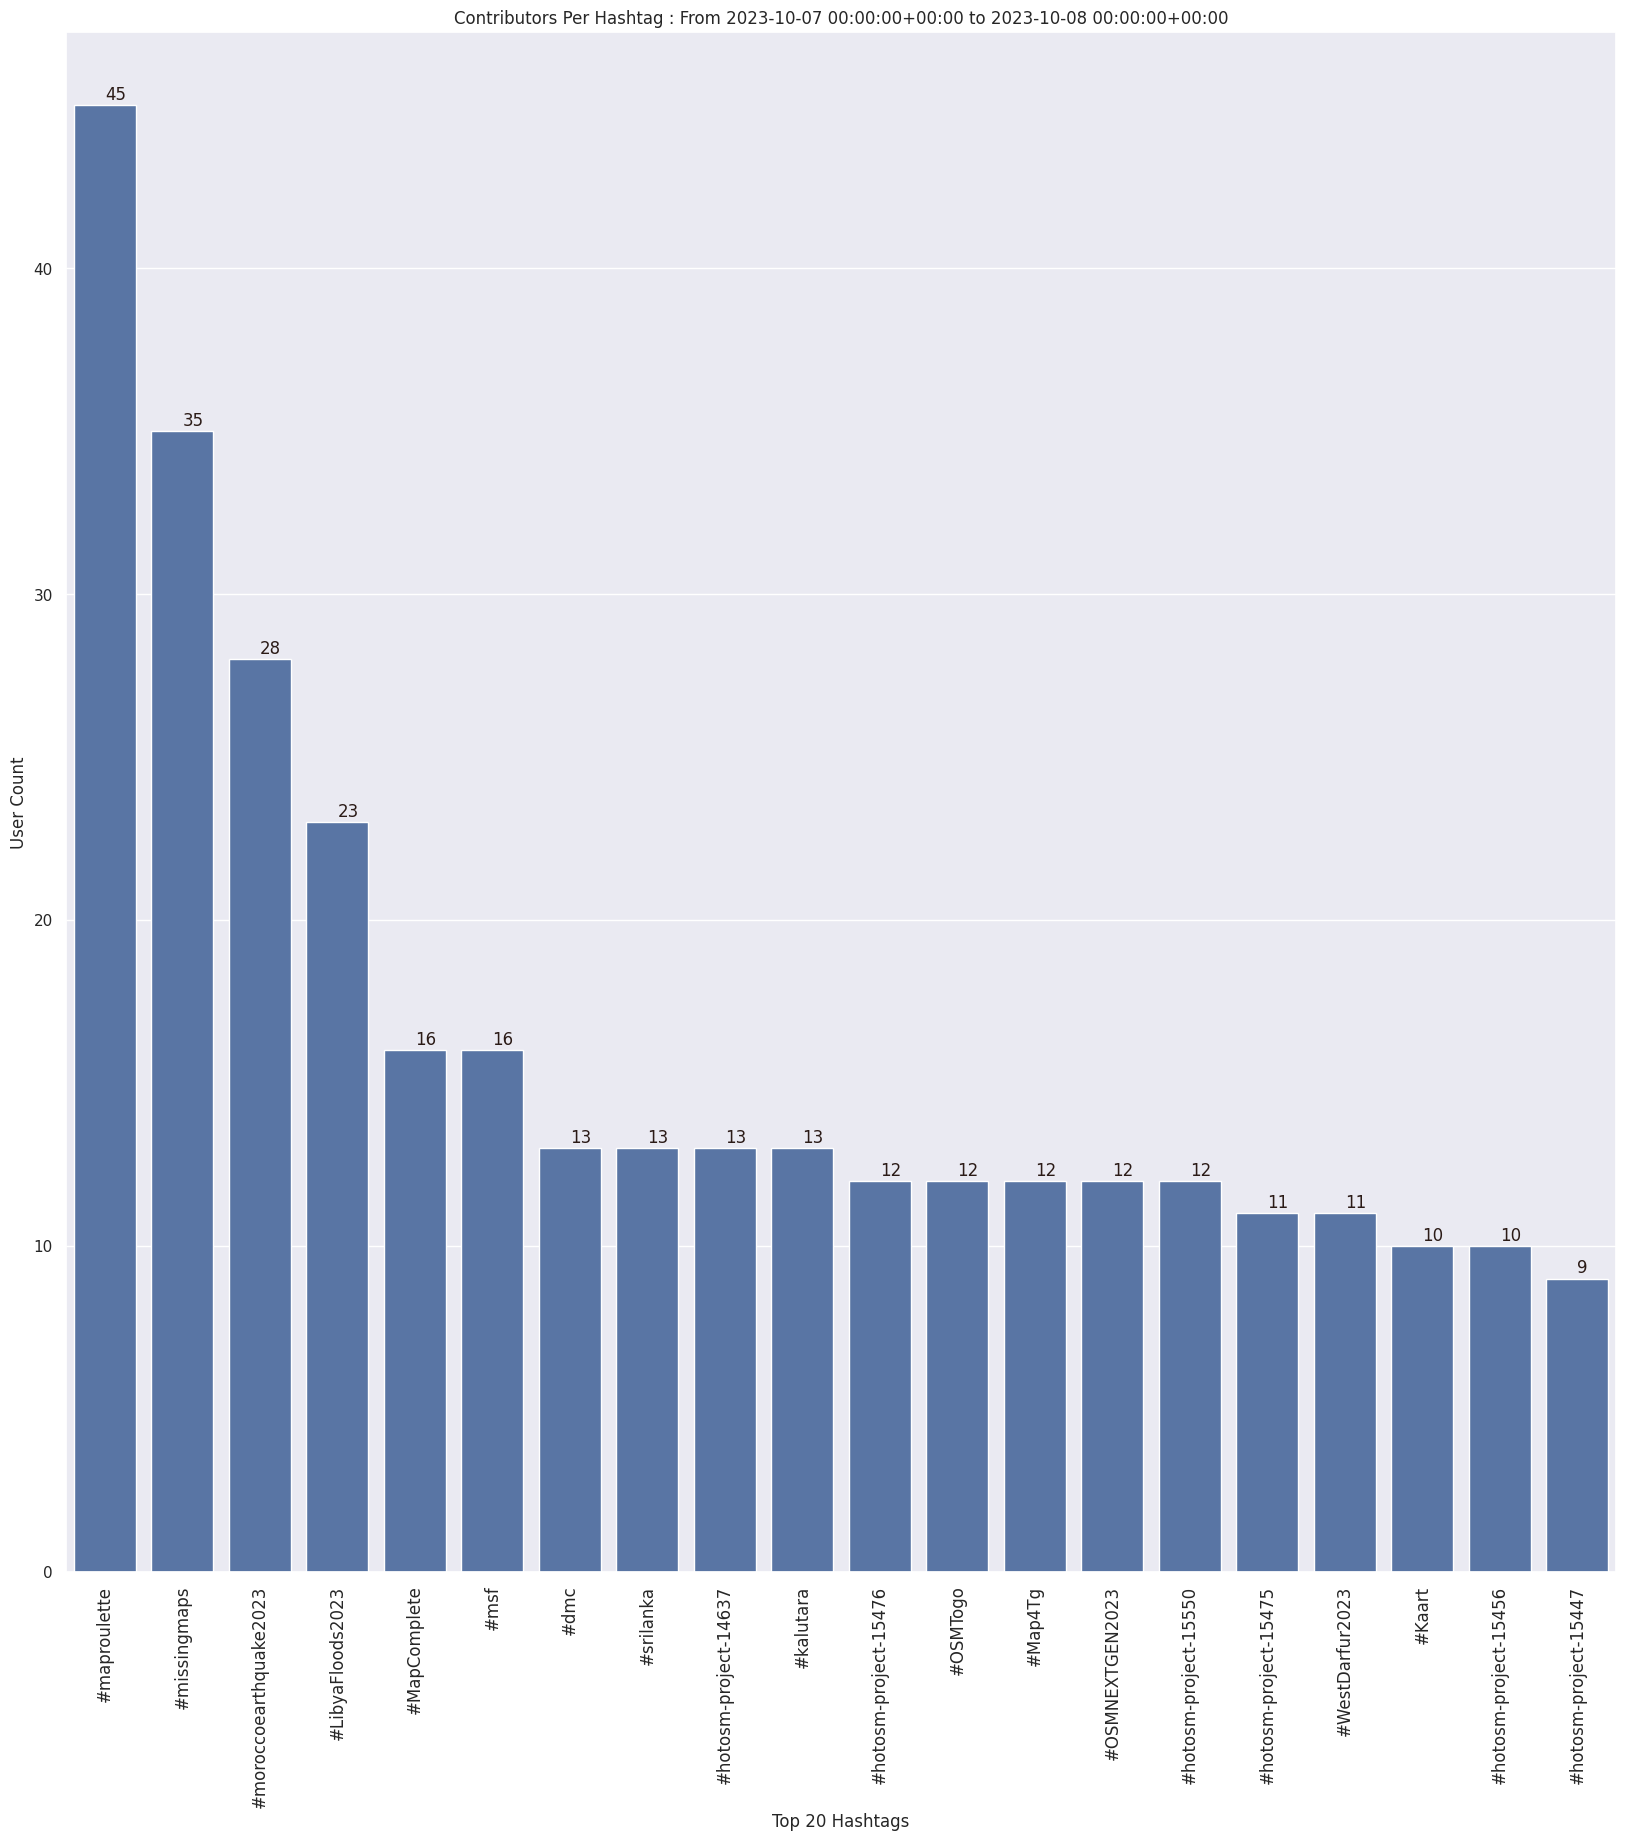 Contributors Per Hashtag : From 2023-10-07 00:00:00+00:00 to 2023-10-08 00:00:00+00:00
User Count
40
30
20
10
0
45
35
28
23
16
16
13
13
13
13
12
12
12
12
12
11
11
10
10
9
#maproulette
#missingmaps
#moroccoearthquake2023
#LibyaFloods2023
#MapComplete
#msf
#dmc
#srilanka
#hotosm-project-14637
#kalutara
#hotosm-project-15476
#OSMTogo
#Map4Tg
#OSMNEXTGEN2023
#hotosm-project-15550
#hotosm-project-15475
#WestDarfur2023
#Kaart
#hotosm-project-15456
#hotosm-project-15447
Top 20 Hashtags